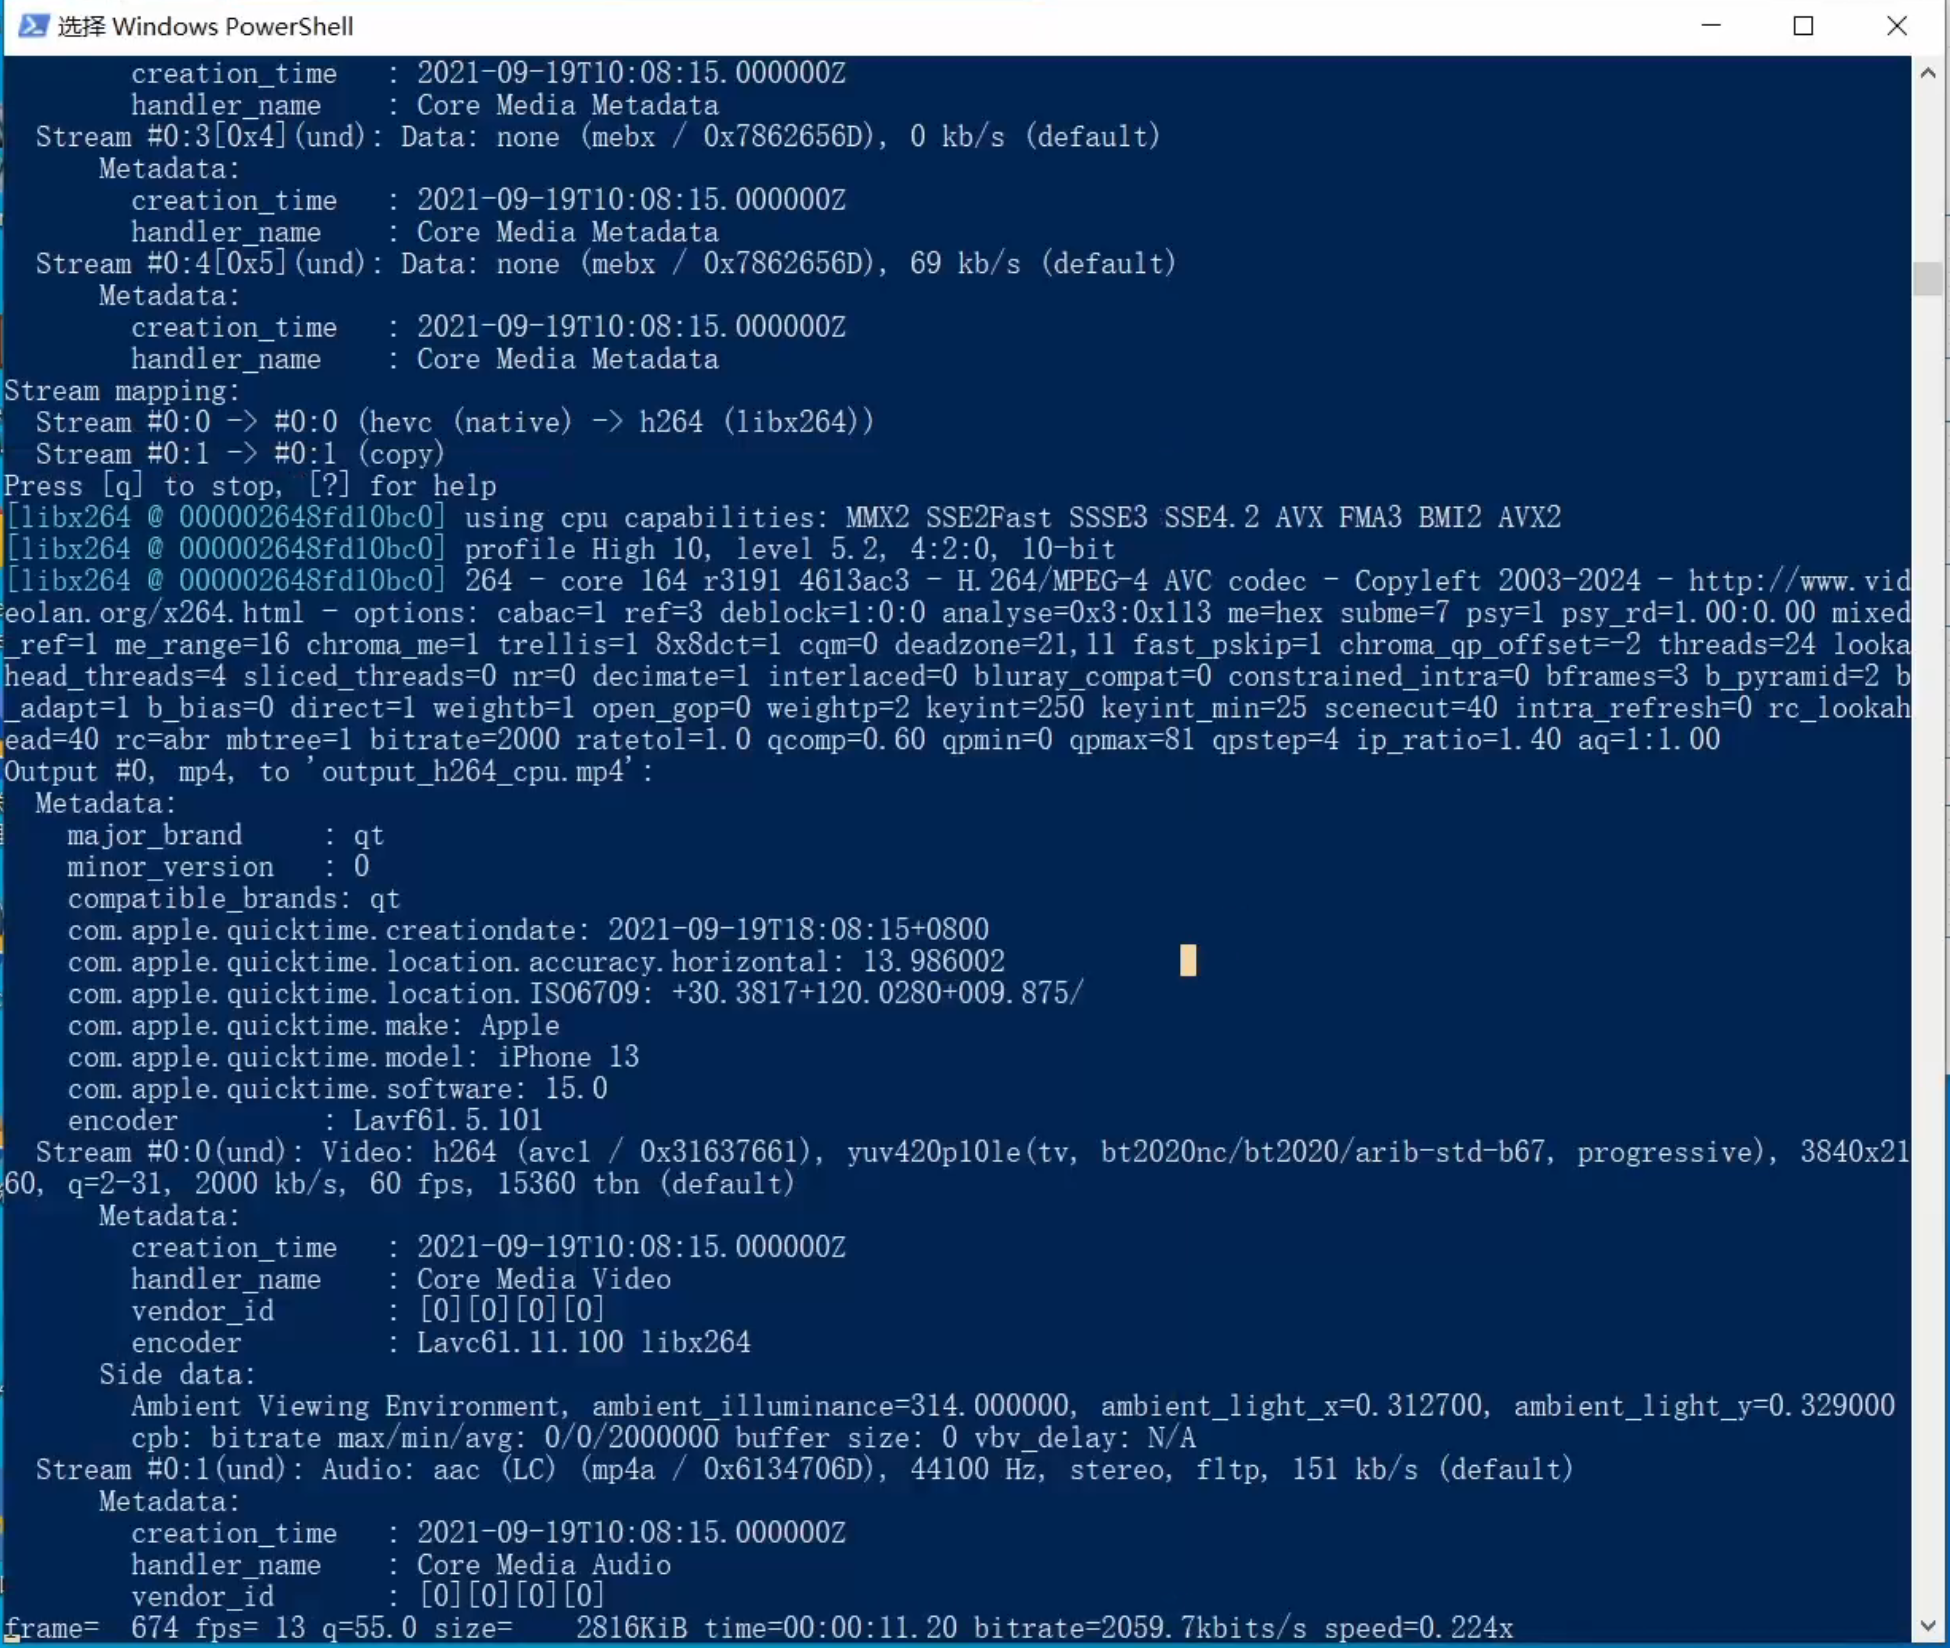 选择 Windows PowerShell
creation_time   : 2021-09-19T10:08:15.000000Z
handler_name    : Core Media Metadata
Stream #0:3[0x4](und): Data: none (mebx / 0x7862656D), 0 kb/s (default)
Metadata:
creation_time   : 2021-09-19T10:08:15.000000Z
handler_name    : Core Media Metadata
Stream #0:4[0x5](und): Data: none (mebx / 0x7862656D), 69 kb/s (default)
Metadata:
creation_time   : 2021-09-19T10:08:15.000000Z
handler_name    : Core Media Metadata
Stream mapping:
Stream #0:0 -> #0:0 (hevc (native) -> h264 (libx264))
Stream #0:1 -> #0:1 (copy)
Press [q] to stop, [?] for help
[libx264 @ 000002648fd10bc0] using cpu capabilities: MMX2 SSE2Fast SSSE3 SSE4.2 AVX FMA3 BMI2 AVX2
[libx264 @ 000002648fd10bc0] profile High 10, level 5.2, 4:2:0, 10-bit
[libx264 @ 000002648fd10bc0] 264 - core 164 r3191 4613ac3 - H.264/MPEG-4 AVC codec - Copyleft 2003-2024 - http://www.vid
eolan.org/x264.html - options: cabac=1 ref=3 deblock=1:0:0 analyse=0x3:0x113 me=hex subme=7 psy=1 psy_rd=1.00:0.00 mixed
_ref=1 me_range=16 chroma_me=1 trellis=1 8x8dct=1 cqm=0 deadzone=21,11 fast_pskip=1 chroma_qp_offset=-2 threads=24 looka
head_threads=4 sliced_threads=0 nr=0 decimate=1 interlaced=0 bluray_compat=0 constrained_intra=0 bframes=3 b_pyramid=2 b
_adapt=1 b_bias=0 direct=1 weightb=1 open_gop=0 weightp=2 keyint=250 keyint_min=25 scenecut=40 intra_refresh=0 rc_lookah
ead=40 rc=abr mbtree=1 bitrate=2000 ratetol=1.0 qcomp=0.60 qpmin=0 qpmax=81 qpstep=4 ip_ratio=1.40 aq=1:1.00
Output #0, mp4, to 'output_h264_cpu.mp4':
Metadata:
major_brand     : qt
minor_version   : 0
compatible_brands: qt
com.apple.quicktime.creationdate: 2021-09-19T18:08:15+0800
com.apple.quicktime.location.accuracy.horizontal: 13.986002
com.apple.quicktime.location.ISO6709: +30.3817+120.0280+009.875/
com.apple.quicktime.make: Apple
com.apple.quicktime.model: iPhone 13
com.apple.quicktime.software: 15.0
encoder         : Lavf61.5.101
Stream #0:0(und): Video: h264 (avc1 / 0x31637661), yuv420p10le(tv, bt2020nc/bt2020/arib-std-b67, progressive), 3840x21
60, q=2-31, 2000 kb/s, 60 fps, 15360 tbn (default)
Metadata:
creation_time   : 2021-09-19T10:08:15.000000Z
handler_name    : Core Media Video
vendor_id       : [0][0][0][0]
encoder         : Lavc61.11.100 libx264
Side data:
Ambient Viewing Environment, ambient_illuminance=314.000000, ambient_light_x=0.312700, ambient_light_y=0.329000
cpb: bitrate max/min/avg: 0/0/2000000 buffer size: 0 vbv_delay: N/A
Stream #0:1(und): Audio: aac (LC) (mp4a / 0x6134706D), 44100 Hz, stereo, fltp, 151 kb/s (default)
Metadata:
creation_time   : 2021-09-19T10:08:15.000000Z
handler_name    : Core Media Audio
vendor_id       : [0][0][0][0]
frame=  674 fps= 13 q=55.0 size=    2816KiB time=00:00:11.20 bitrate=2059.7kbits/s speed=0.224x